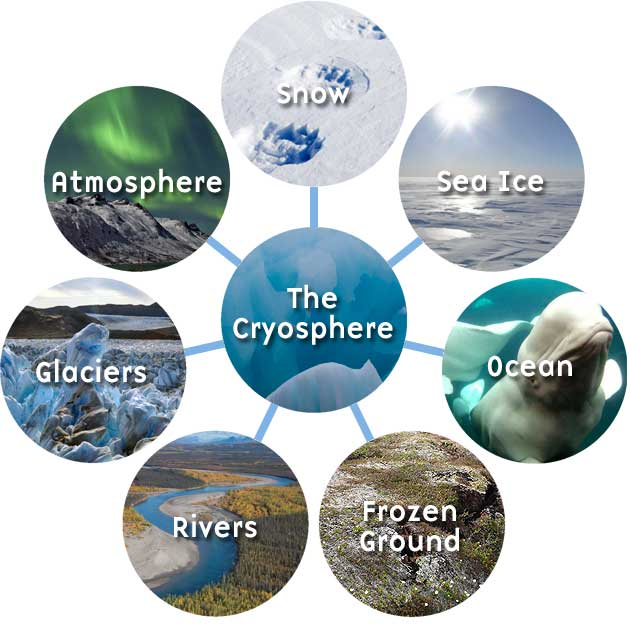 Snow
Atmosphere
Sea Ice
The
Cryosphere
Glaciers
Ocean
Rivers
Frozen
Ground